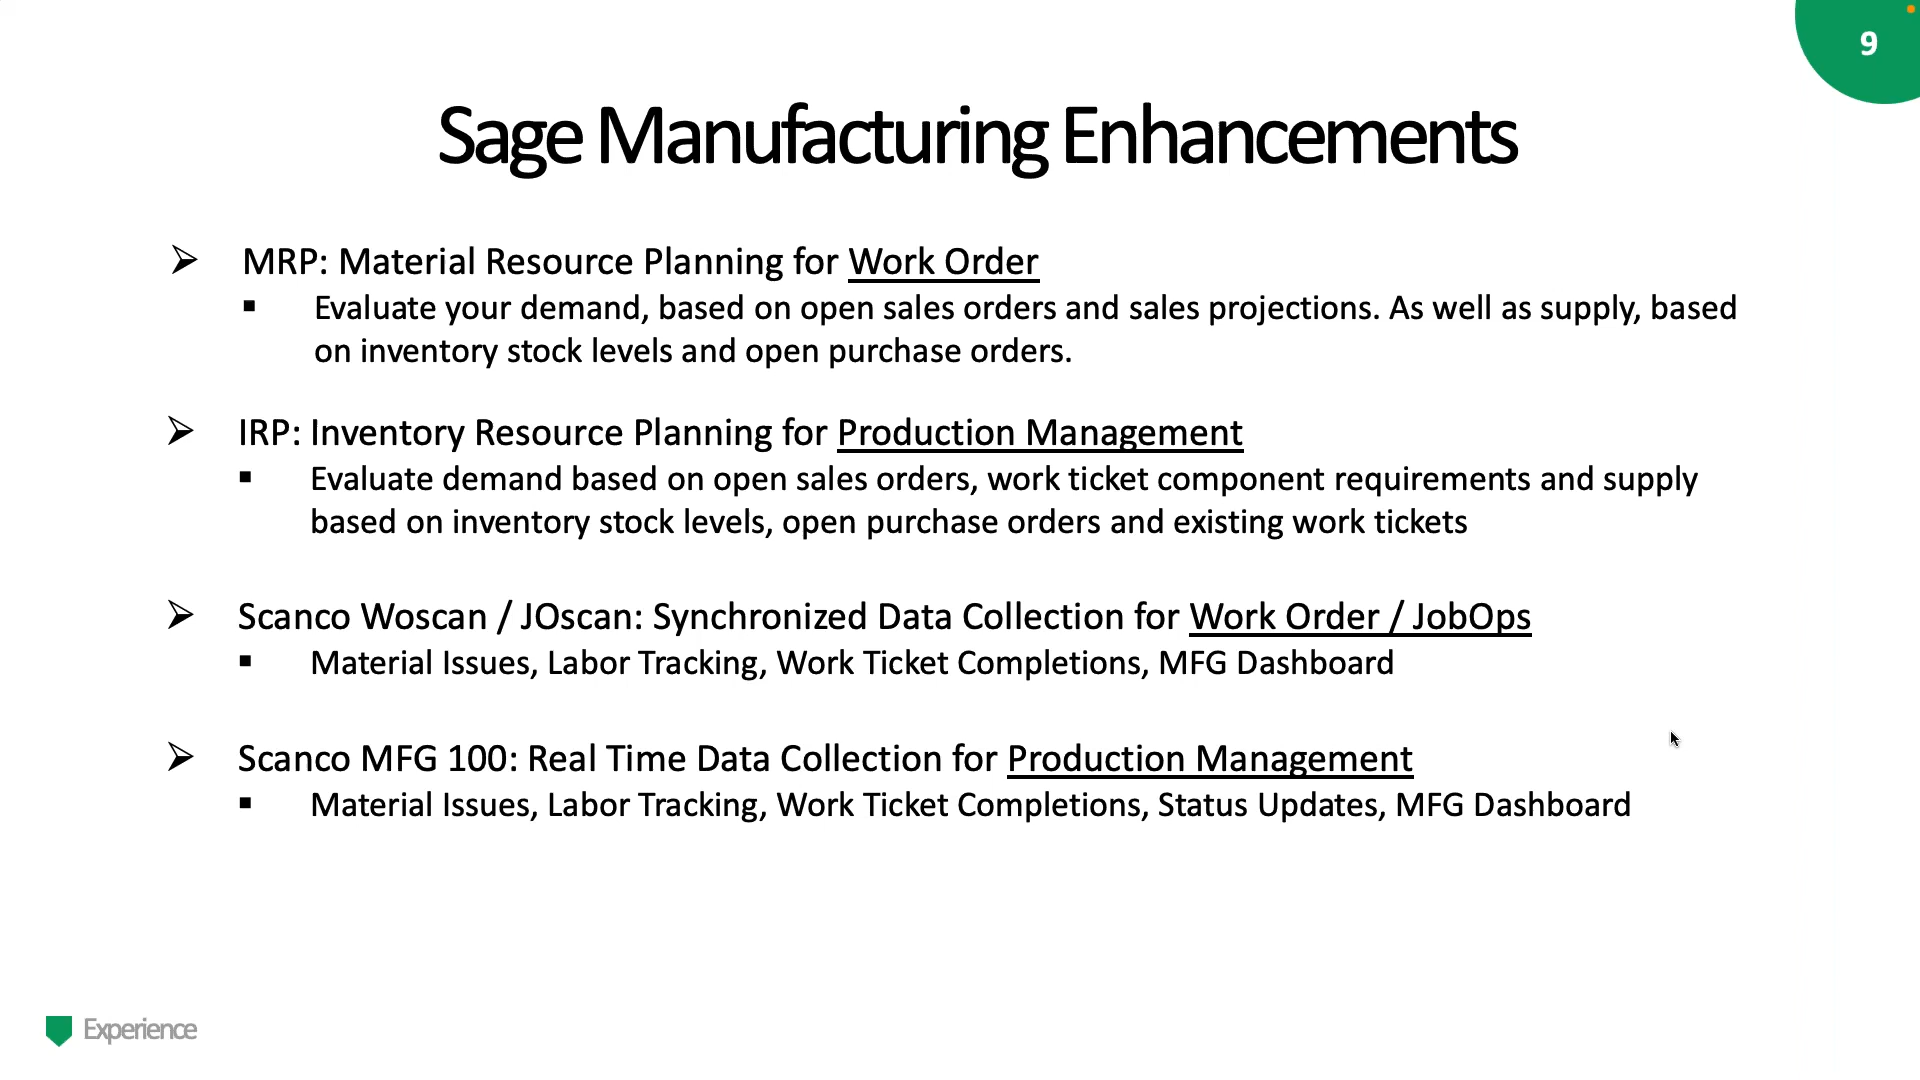 9
Sage Manufacturing Enhancements
➢ MRP: Material Resource Planning for Work Order
▪ Evaluate your demand, based on open sales orders and sales projections. As well as supply, based
on inventory stock levels and open purchase orders.
➢ IRP: Inventory Resource Planning for Production Management
▪ Evaluate demand based on open sales orders, work ticket component requirements and supply
based on inventory stock levels, open purchase orders and existing work tickets
➢ Scanco Woscan / JOscan: Synchronized Data Collection for Work Order / JobOps
▪ Material Issues, Labor Tracking, Work Ticket Completions, MFG Dashboard
➢ Scanco MFG 100: Real Time Data Collection for Production Management
▪ Material Issues, Labor Tracking, Work Ticket Completions, Status Updates, MFG Dashboard
Experience